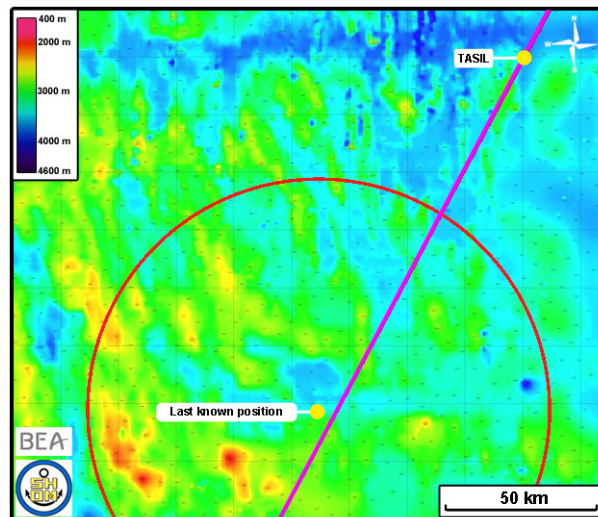 400 m
2000 m
3000 m
4000 m
4600 m
TASIL
N
W
E
S
Last known position
BEA
SH
OM
50 km